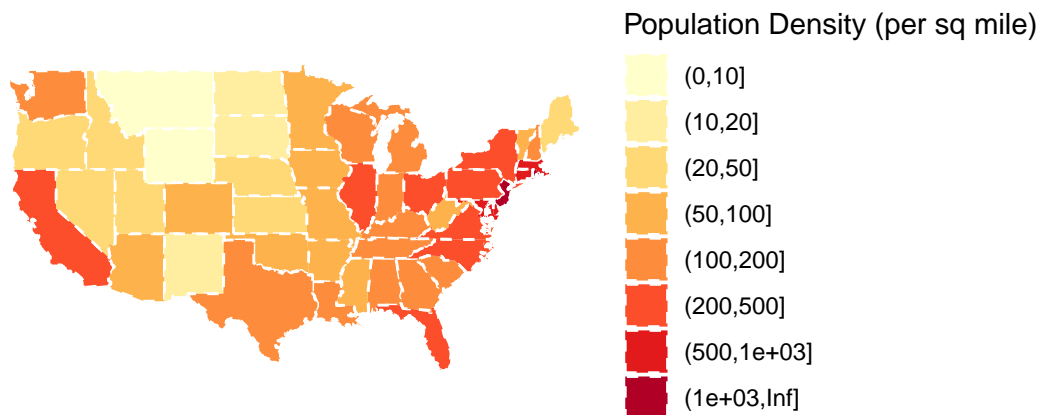 Population Density (per sq mile)
(0,10]
(10,20]
(20,50]
(50,100]
(100,200]
(200,500]
(500,1e+03]
(1e+03,Inf]